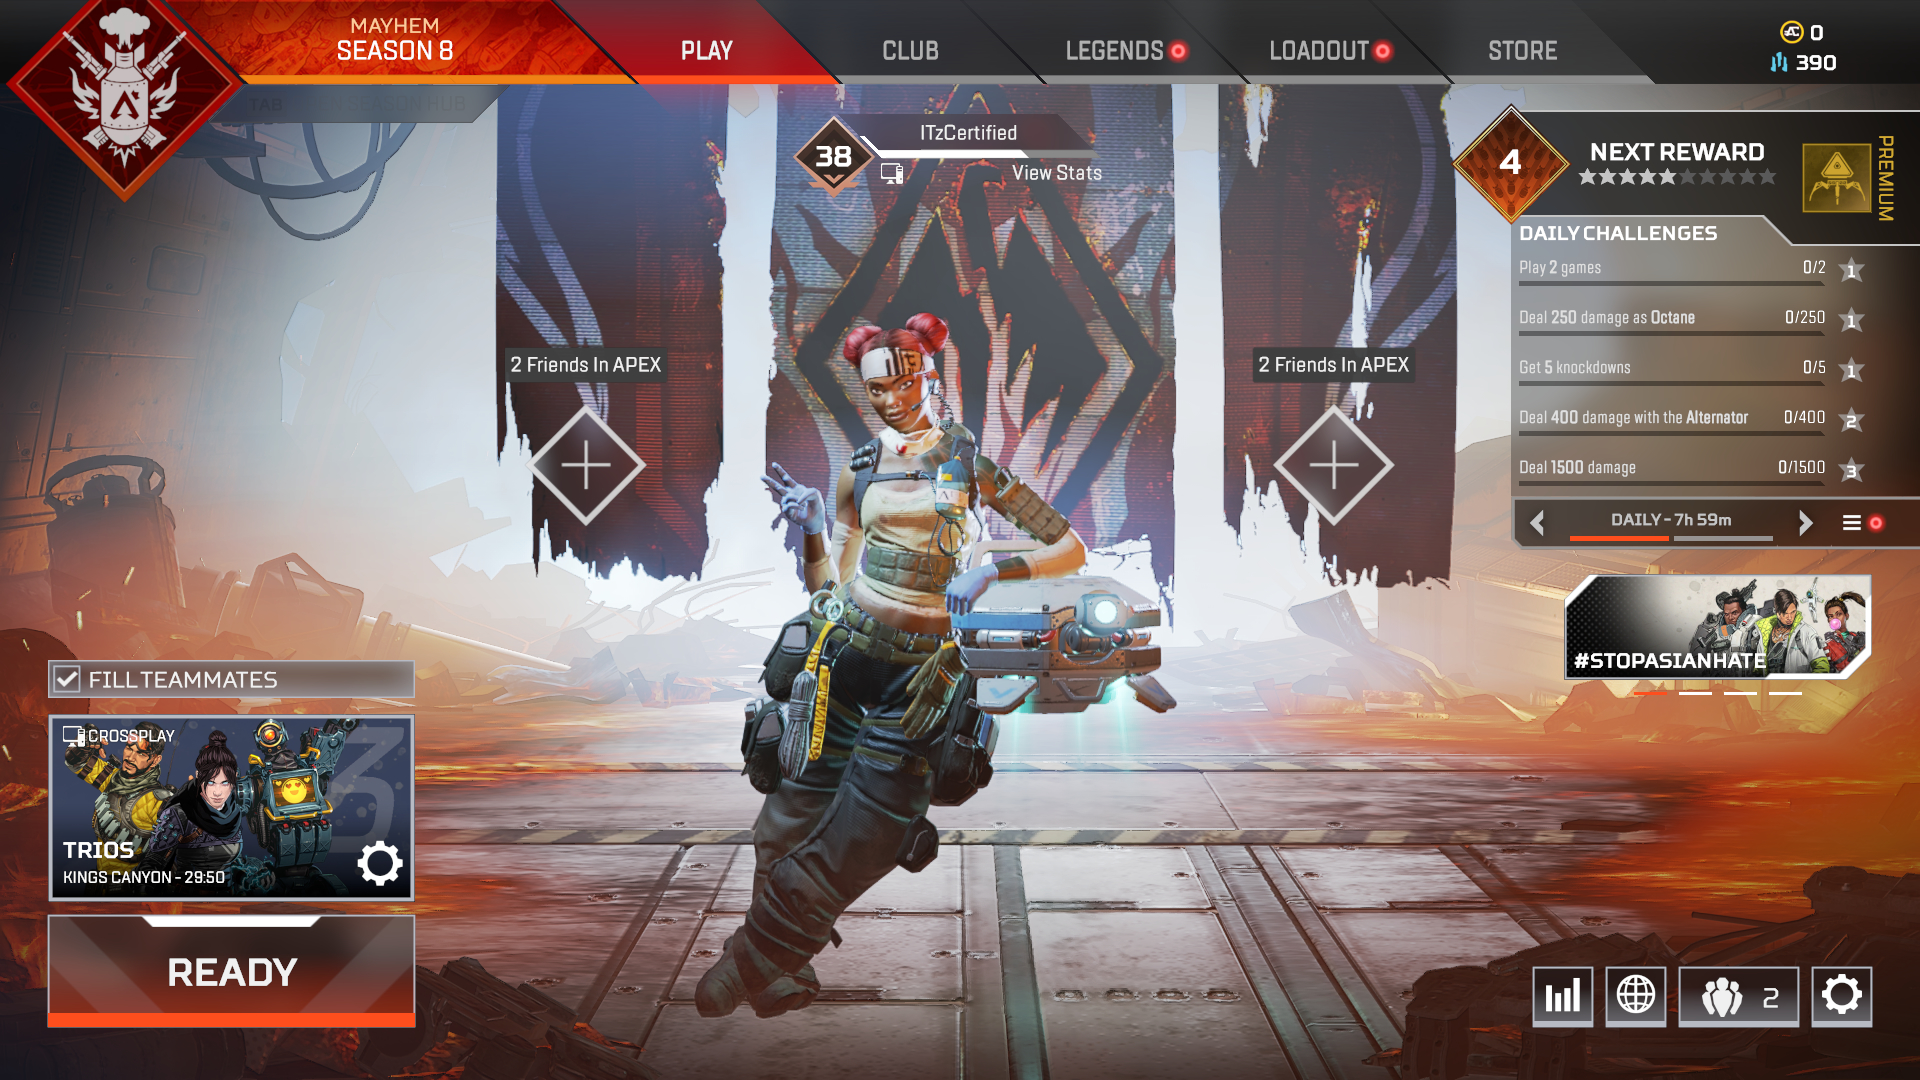 MAYHEM
SEASON 8
PLAY
CLUB
LEGENDS
LOADOUT
STORE
0
390
TAB
SEASON HUB
38
ITzCertified
View Stats
4
NEXT REWARD
PREMIUM
DAILY CHALLENGES
Play 2 games 0/2 1
Deal 250 damage as Octane 0/250 1
Get 5 knockdowns 0/5 1
Deal 400 damage with the Alternator 0/400 2
Deal 1500 damage 0/1500 3
DAILY - 7h 59m
2 Friends In APEX
2 Friends In APEX
#STOPASIANHATE
FILL TEAMMATES
CROSSPLAY
TRIOS
KINGS CANYON - 29:50
READY
2